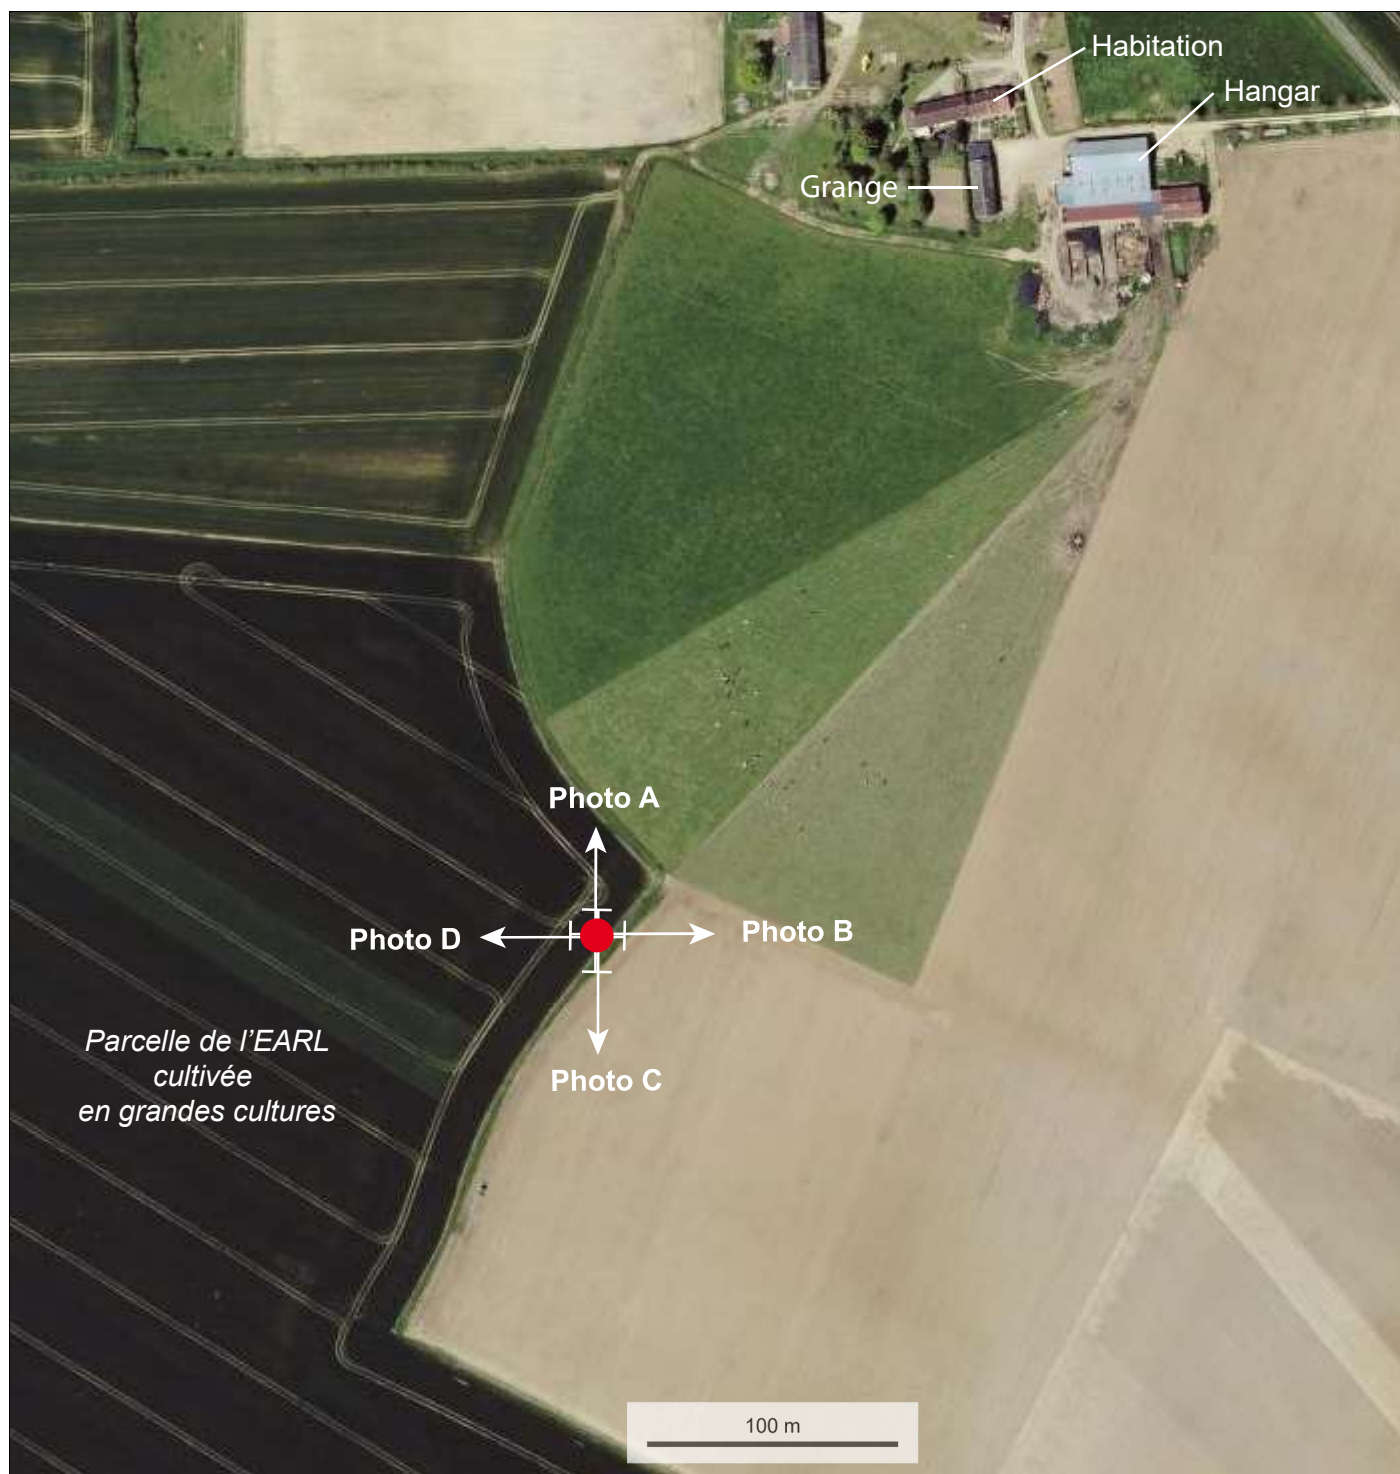 Habitation
Hangar
Grange
Photo A
Photo D
Photo B
Parcelle de l’EARL
cultivée
en grandes cultures
Photo C
100 m